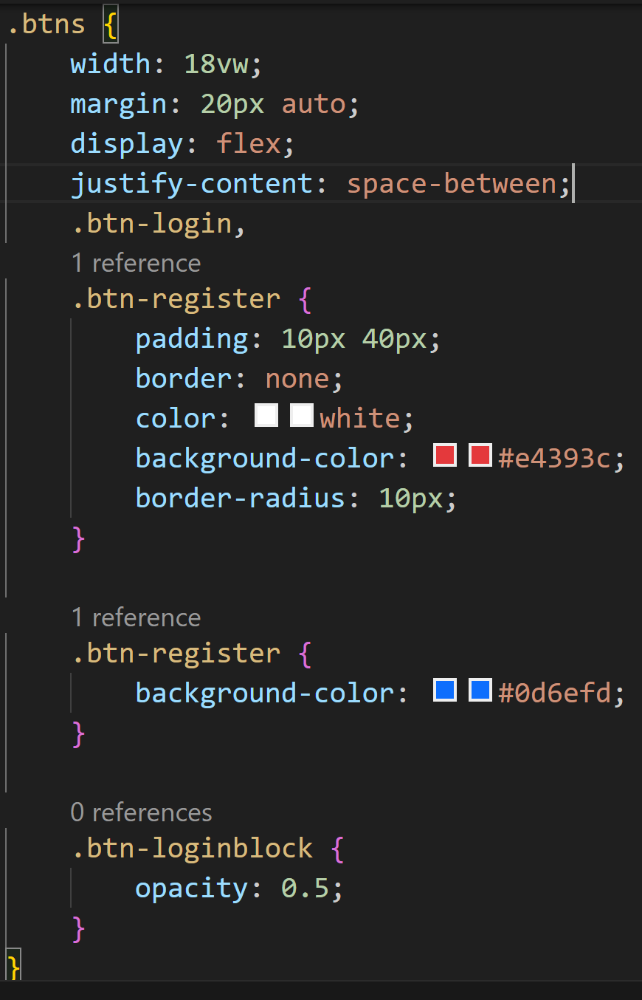 .btns {
width: 18vw;
margin: 20px auto;
display: flex;
justify-content: space-between;
.btn-login,
1 reference
.btn-register {
padding: 10px 40px;
border: none;
color: white;
background-color: #e4393c;
border-radius: 10px;
}
1 reference
.btn-register {
background-color: #0d6efd;
}
0 references
.btn-loginblock {
opacity: 0.5;
}
}